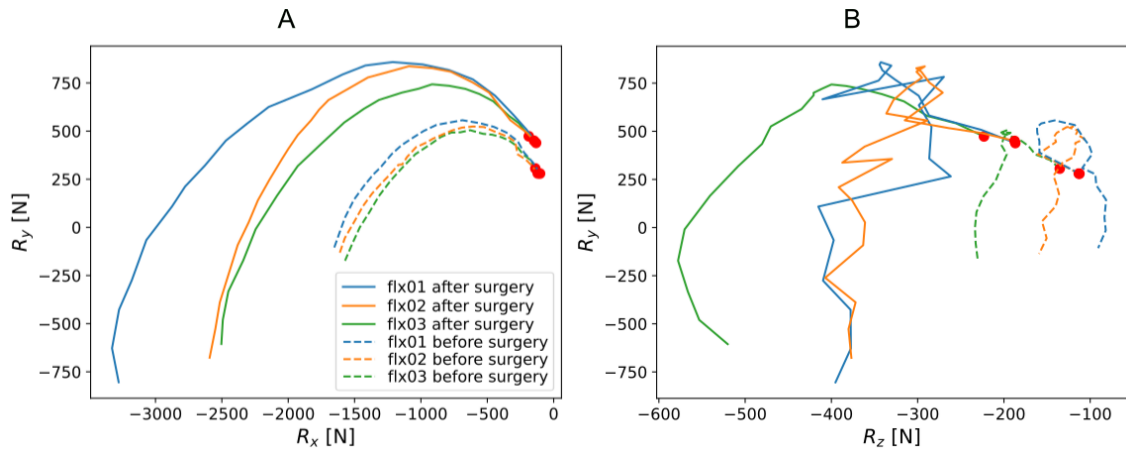 A
B
750
500
250
0
−250
−500
−750
R_y [N]
−3000 −2500 −2000 −1500 −1000 −500 0
R_x [N]
flx01 after surgery
flx02 after surgery
flx03 after surgery
flx01 before surgery
flx02 before surgery
flx03 before surgery
750
500
250
0
−250
−500
−750
R_y [N]
−600 −500 −400 −300 −200 −100
R_z [N]